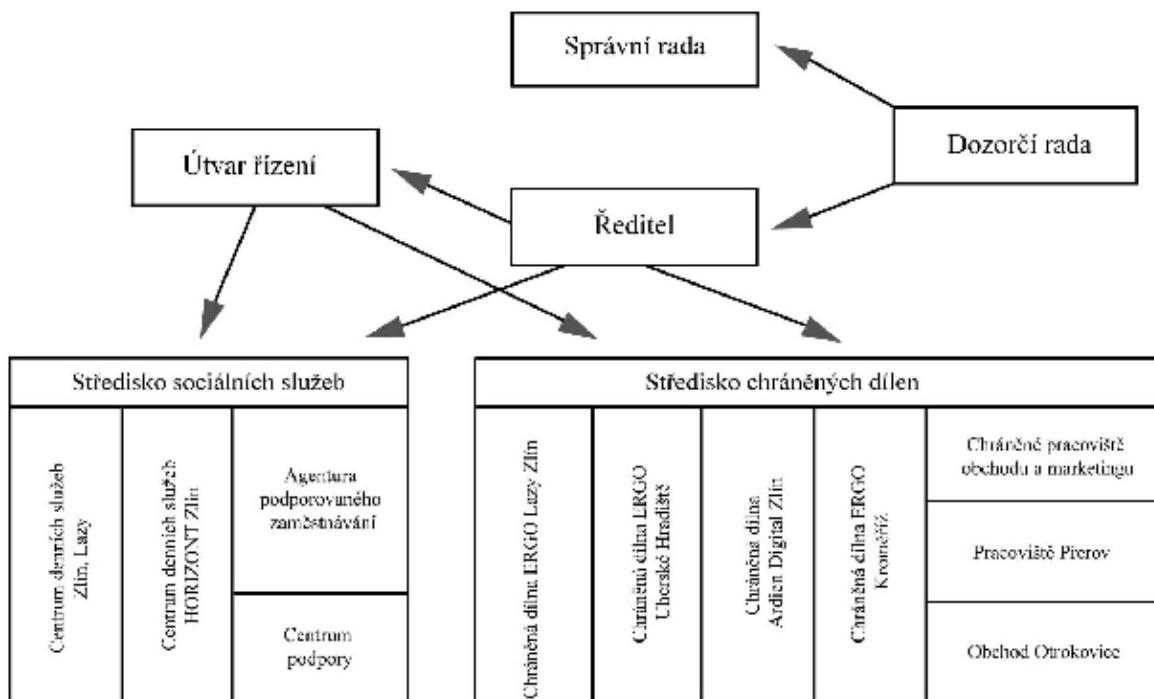 Správní rada
Dozorčí rada
Útvar řízení
Ředitel
Středisko sociálních služeb
Centrum denních služeb
Zlín, Lazy
Centrum denních služeb
HORIZONT Zlín
Agentura
podporovaného
zaměstnávání
Centrum
podpory
Středisko chráněných dílen
Chráněná dílna ERGO Lazy Zlín
Chráněná dílna ERGO
Uherské Hradiště
Chráněna dílna
Ardien Digital Zlín
Chráněná dílna ERGO
Kroměříž
Chráněné pracoviště
obchodu a marketingu
Pracoviště Přerov
Obchod Otrokovice